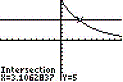 Intersection
X=3.1062837 Y=5